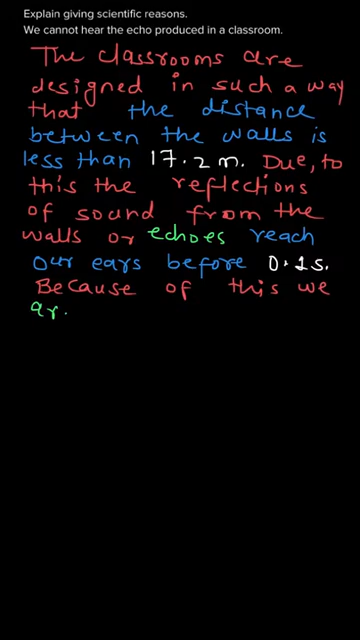 Explain giving scientific reasons.
We cannot hear the echo produced in a classroom.
The classrooms are
designed in such a way
that the distance
between the walls is
less than 17.2 m. Due, to
this the reflections
of sound from the
walls or echoes reach
our ears before 0.1s.
Because of this we
ar.